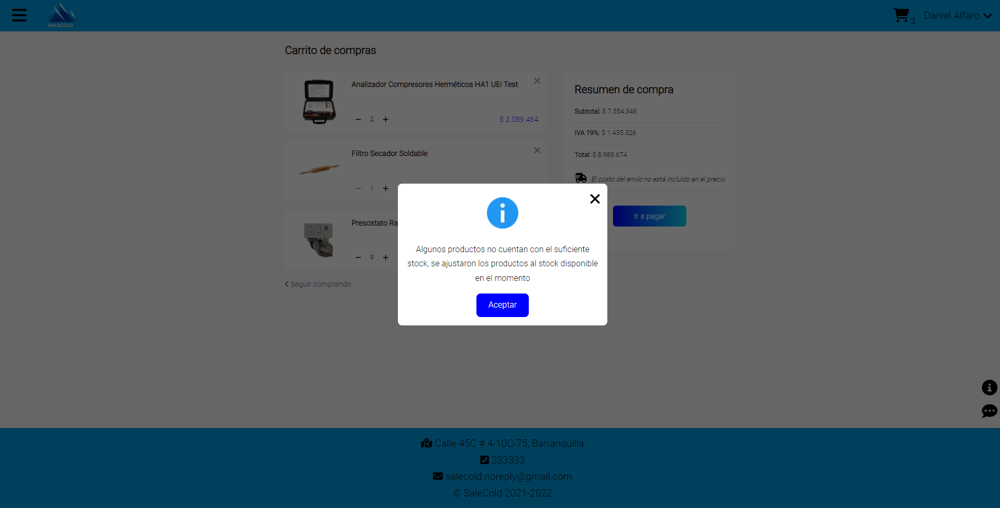 SALECOLD
3
Daniel Alfaro
Carrito de compras
Analizador Compresores Herméticos HA1 UEi Test
2
$ 2.089.464
Filtro Secador Soldable
1
Presostato Ra
9
Seguir comprando
Resumen de compra
Subtotal: $ 7.554.348
IVA 19%: $ 1.435.326
Total: $ 8.989.674
El costo del envío no está incluido en el precio
Ir a pagar
Algunos productos no cuentan con el suficiente
stock, se ajustaron los productos al stock disponible
en el momento
Aceptar
Calle 45C # 4-10C-75, Barranquilla
333333
salecold.noreply@gmail.com
© SaleCold 2021-2022